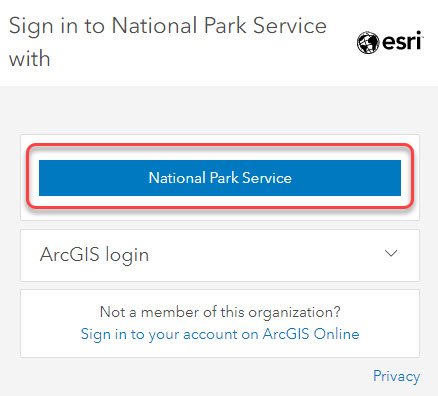 Sign in to National Park Service
with
esri
National Park Service
ArcGIS login
Not a member of this organization?
Sign in to your account on ArcGIS Online
Privacy